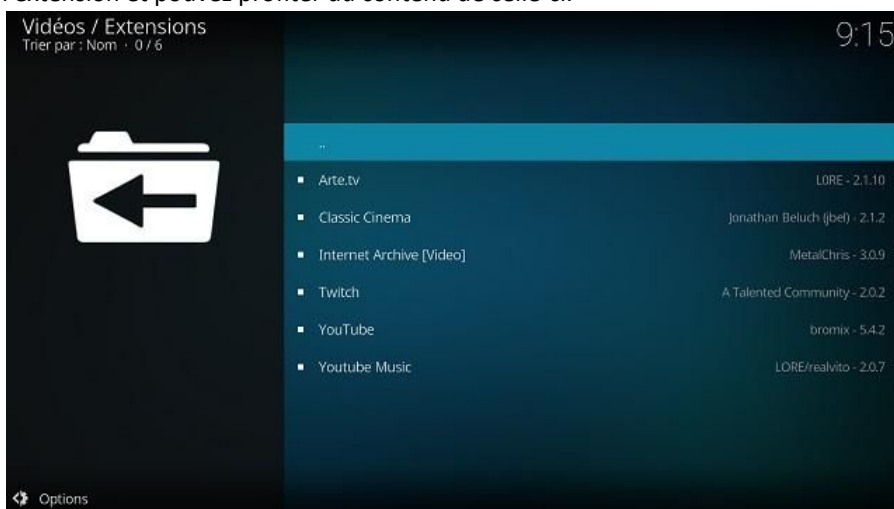 l'extension et pouvez profiter du contenu de celle-ci.
Vidéos / Extensions
Trier par : Nom · 0 / 6
9:15
..
Arte.tv L0RE - 2.1.10
Classic Cinema Jonathan Beluch (jbel) - 2.1.2
Internet Archive [Video] MetalChris - 3.0.9
Twitch A Talented Community - 2.0.2
YouTube bromix - 5.4.2
Youtube Music LORE/realvito - 2.0.7
Options